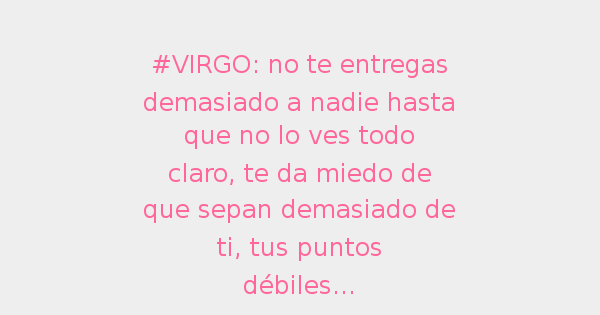 #VIRGO: no te entregas
demasiado a nadie hasta
que no lo ves todo
claro, te da miedo de
que sepan demasiado de
ti, tus puntos
débiles...